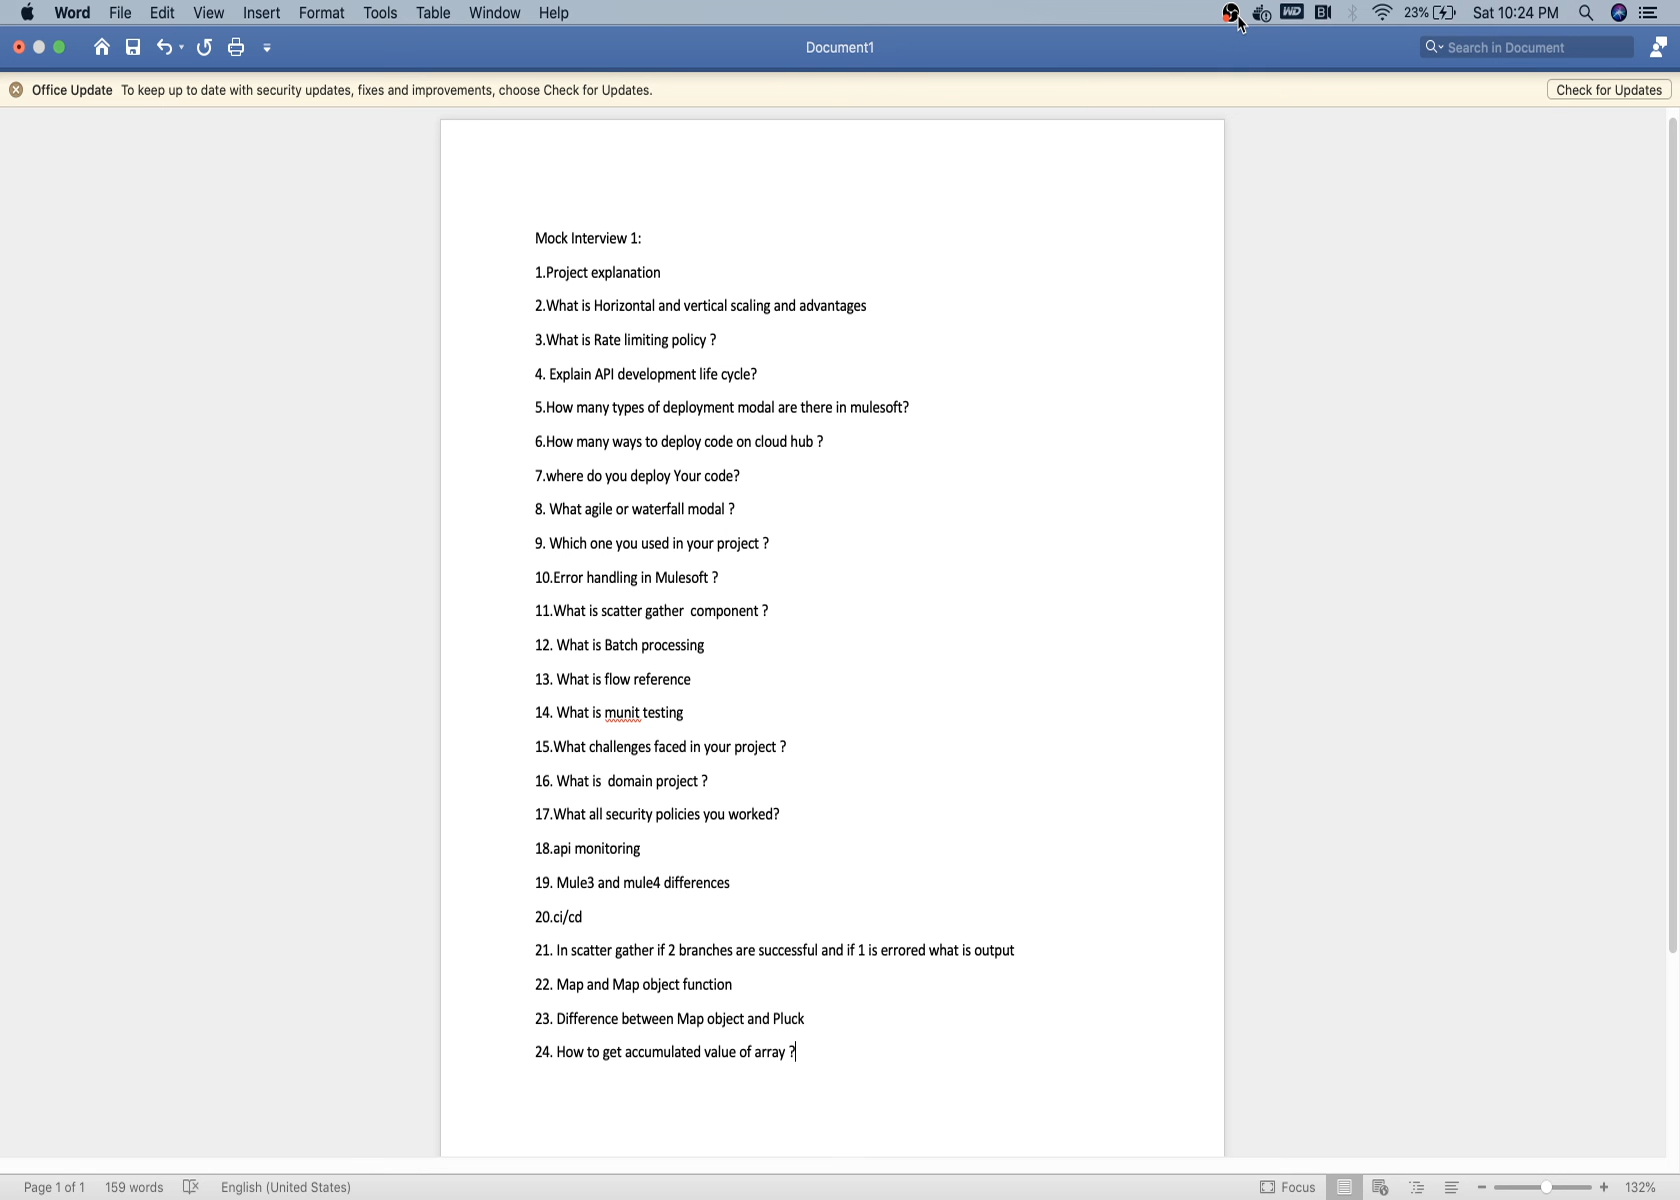 Word File Edit View Insert Format Tools Table Window Help WD 23% Sat 10:24 PM
Document1 Search in Document
Office Update To keep up to date with security updates, fixes and improvements, choose Check for Updates. Check for Updates
Mock Interview 1:
1.Project explanation
2.What is Horizontal and vertical scaling and advantages
3.What is Rate limiting policy ?
4. Explain API development life cycle?
5.How many types of deployment modal are there in mulesoft?
6.How many ways to deploy code on cloud hub ?
7.where do you deploy Your code?
8. What agile or waterfall modal ?
9. Which one you used in your project ?
10.Error handling in Mulesoft ?
11.What is scatter gather  component ?
12. What is Batch processing
13. What is flow reference
14. What is munit testing
15.What challenges faced in your project ?
16. What is  domain project ?
17.What all security policies you worked?
18.api monitoring
19. Mule3 and mule4 differences
20.ci/cd
21. In scatter gather if 2 branches are successful and if 1 is errored what is output
22. Map and Map object function
23. Difference between Map object and Pluck
24. How to get accumulated value of array ?
Page 1 of 1 159 words English (United States) Focus 132%